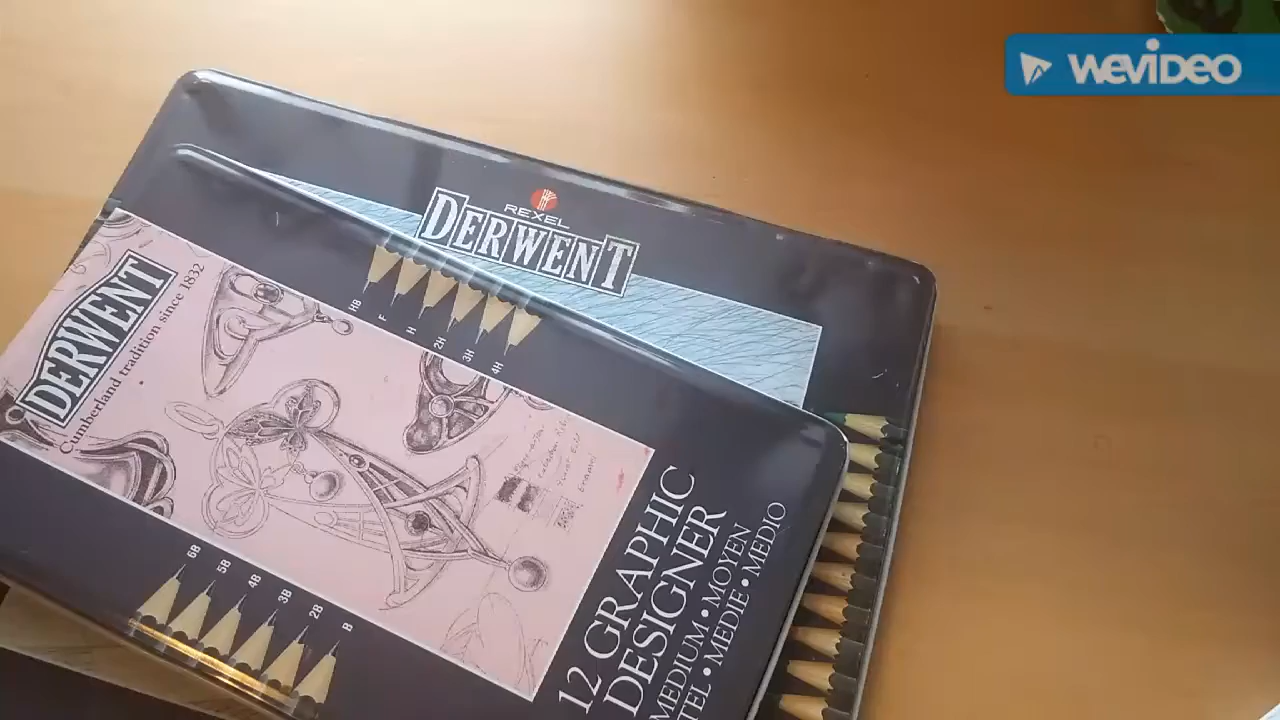 WEVIDEO
REXEL
DERWENT
DERWENT
Cumberland tradition since 1832
HB
F
H
2H
3H
4H
6B
5B
4B
3B
2B
B
12 GRAPHIC
DESIGNER
MEDIUM • MOYEN
TEL • MEDIE • MEDIO